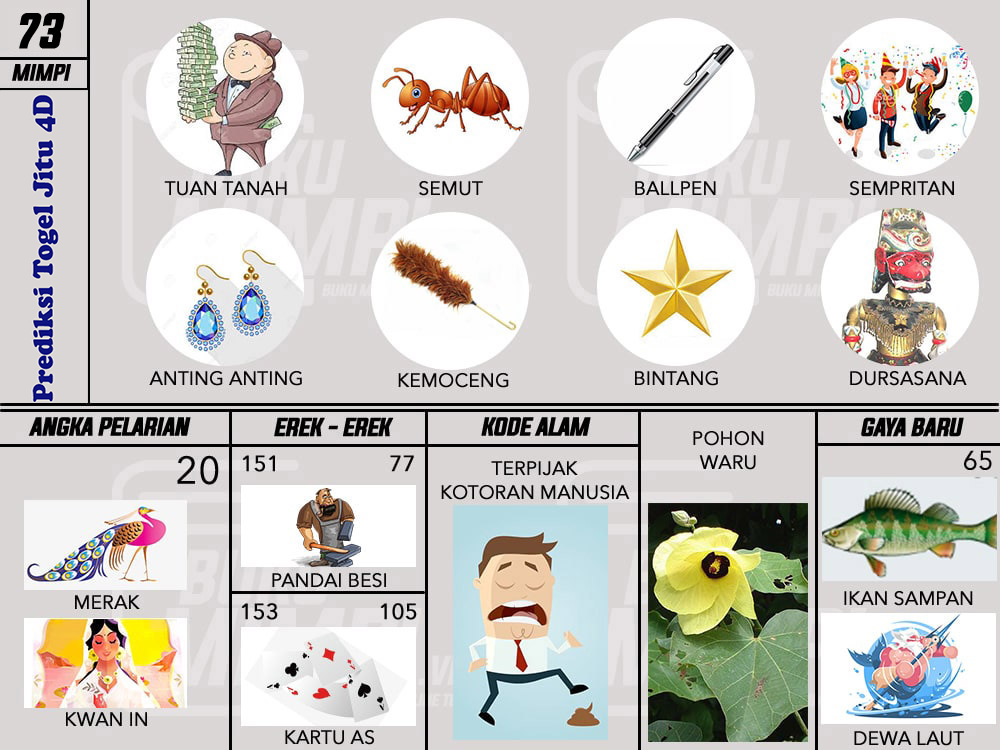 73
MIMPI
Prediksi Togel Jitu 4D
TUAN TANAH
SEMUT
BALLPEN
SEMPRITAN
ANTING ANTING
KEMOCENG
BINTANG
DURSASANA
ANGKA PELARIAN
20
MERAK
KWAN IN
EREK - EREK
151 77
PANDAI BESI
153 105
KARTU AS
KODE ALAM
TERPIJAK
KOTORAN MANUSIA
POHON
WARU
GAYA BARU
65
IKAN SAMPAN
DEWA LAUT